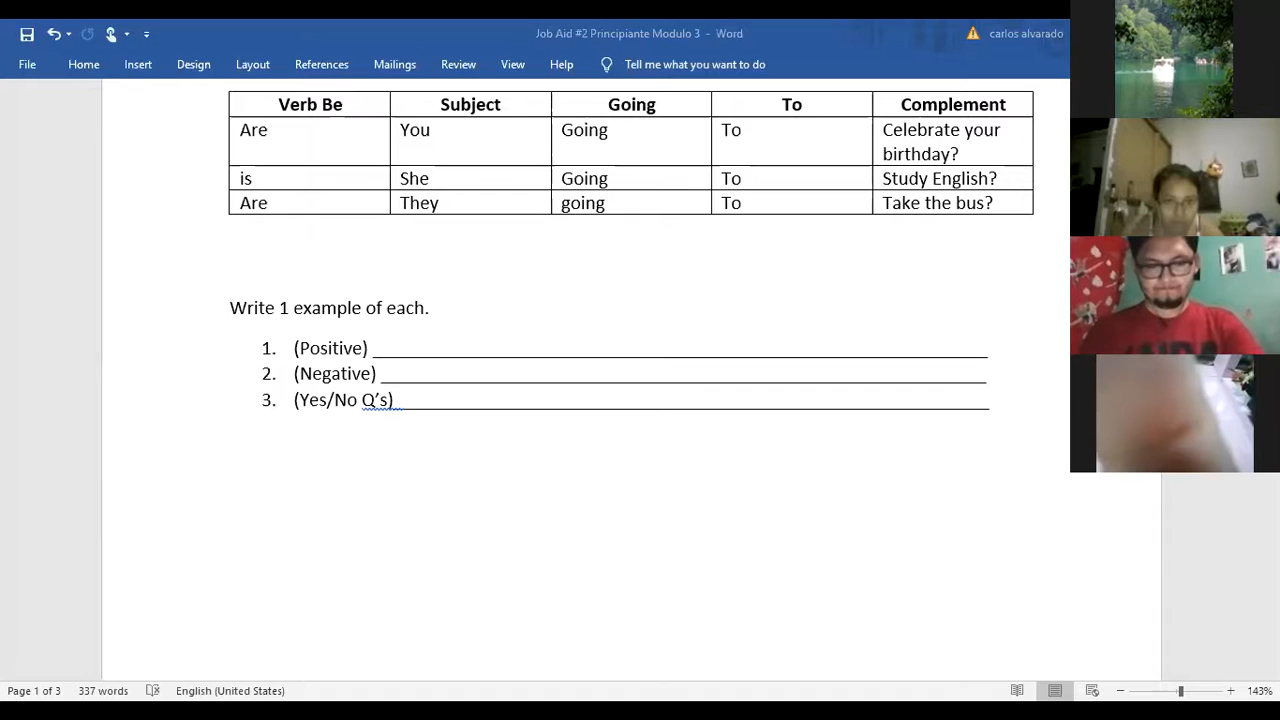 Job Aid #2 Principiante Modulo 3 - Word
carlos alvarado
File Home Insert Design Layout References Mailings Review View Help Tell me what you want to do
Verb Be Subject Going To Complement
Are You Going To Celebrate your
birthday?
is She Going To Study English?
Are They going To Take the bus?
Write 1 example of each.
1. (Positive)
2. (Negative)
3. (Yes/No Q's)
Page 1 of 3 337 words English (United States) 143%